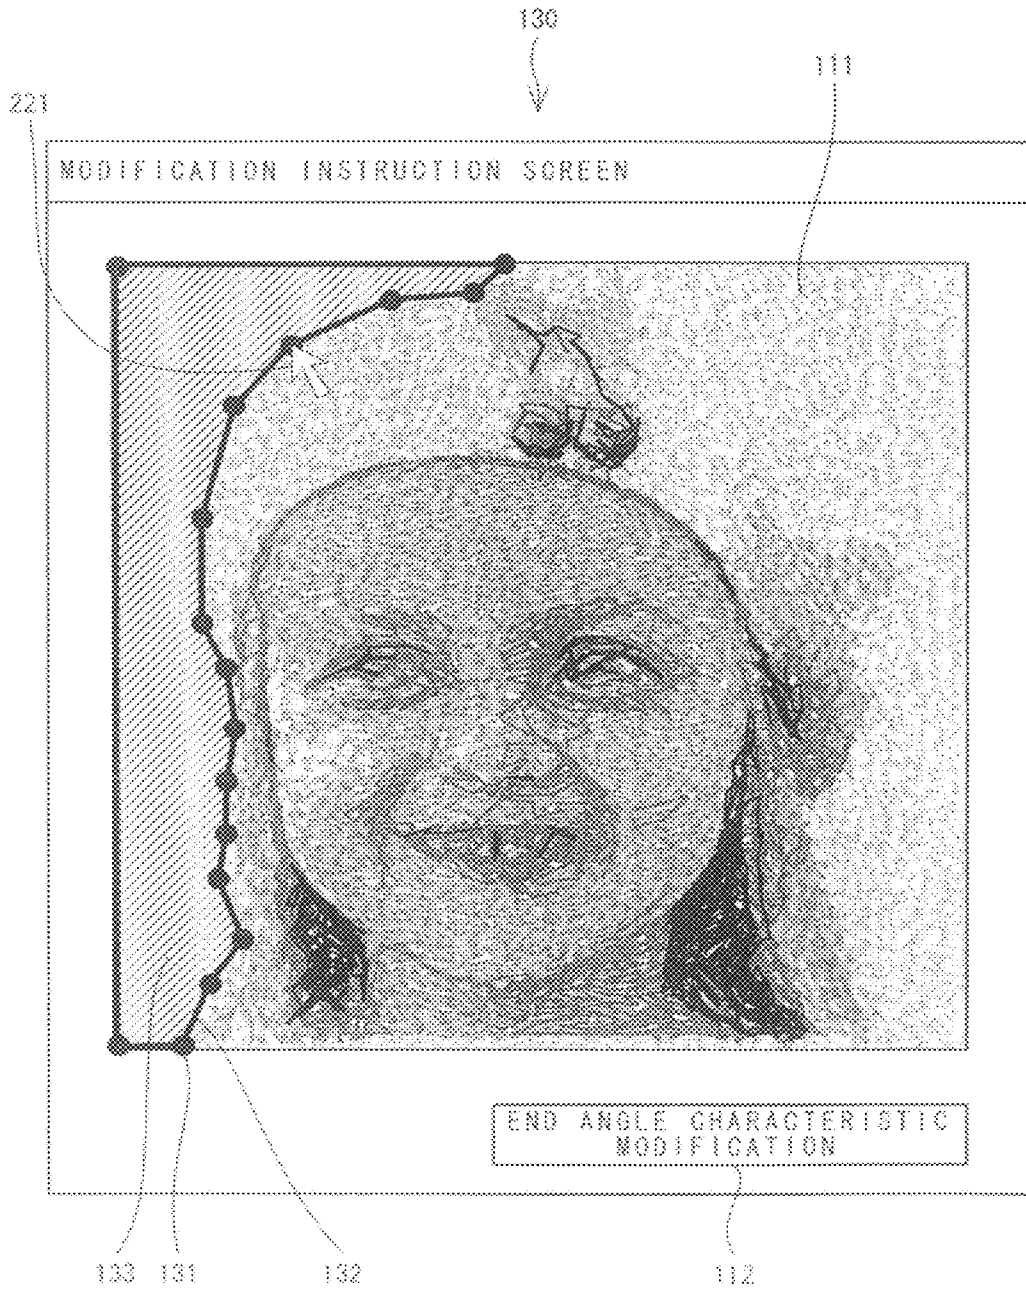 130
111
221
MODIFICATION INSTRUCTION SCREEN
END ANGLE CHARACTERISTIC
MODIFICATION
133 131 132 112